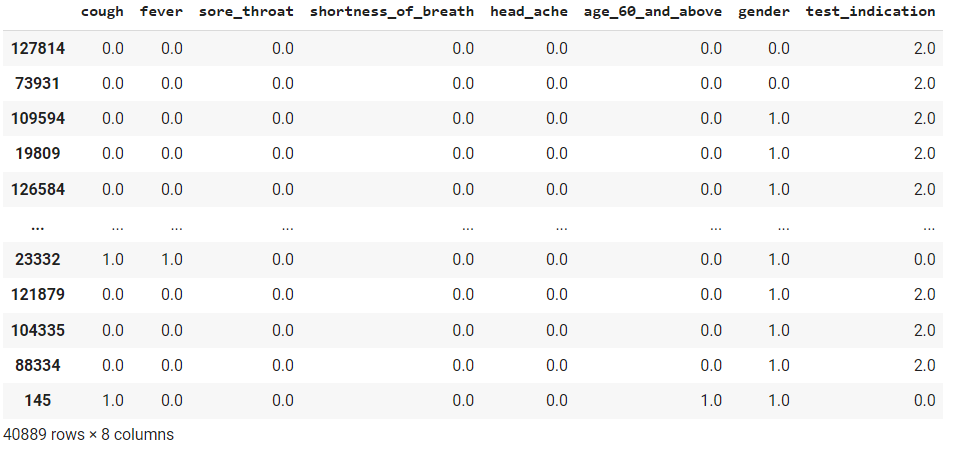 cough fever sore_throat shortness_of_breath head_ache age_60_and_above gender test_indication
127814 0.0 0.0 0.0 0.0 0.0 0.0 0.0 2.0
73931 0.0 0.0 0.0 0.0 0.0 0.0 0.0 2.0
109594 0.0 0.0 0.0 0.0 0.0 0.0 1.0 2.0
19809 0.0 0.0 0.0 0.0 0.0 0.0 1.0 2.0
126584 0.0 0.0 0.0 0.0 0.0 0.0 1.0 2.0
... ... ... ... ... ... ... ... ...
23332 1.0 1.0 0.0 0.0 0.0 0.0 1.0 0.0
121879 0.0 0.0 0.0 0.0 0.0 0.0 1.0 2.0
104335 0.0 0.0 0.0 0.0 0.0 0.0 1.0 2.0
88334 0.0 0.0 0.0 0.0 0.0 0.0 1.0 2.0
145 1.0 0.0 0.0 0.0 0.0 1.0 1.0 0.0
40889 rows × 8 columns